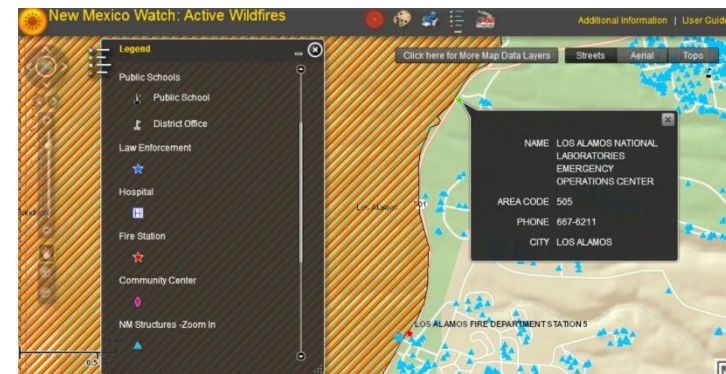 New Mexico Watch: Active Wildfires
Additional Information | User Guide
Legend
Click here for More Map Data Layers
Streets
Aerial
Topo
Public Schools
Public School
District Office
Law Enforcement
Hospital
H
Fire Station
Community Center
NM Structures -Zoom In
NAME LOS ALAMOS NATIONAL
LABORATORIES
EMERGENCY
OPERATIONS CENTER
AREA CODE 505
PHONE 667-6211
CITY LOS ALAMOS
Los Alamos
501
LOS ALAMOS FIRE DEPARTMENT STATION 5
0.5